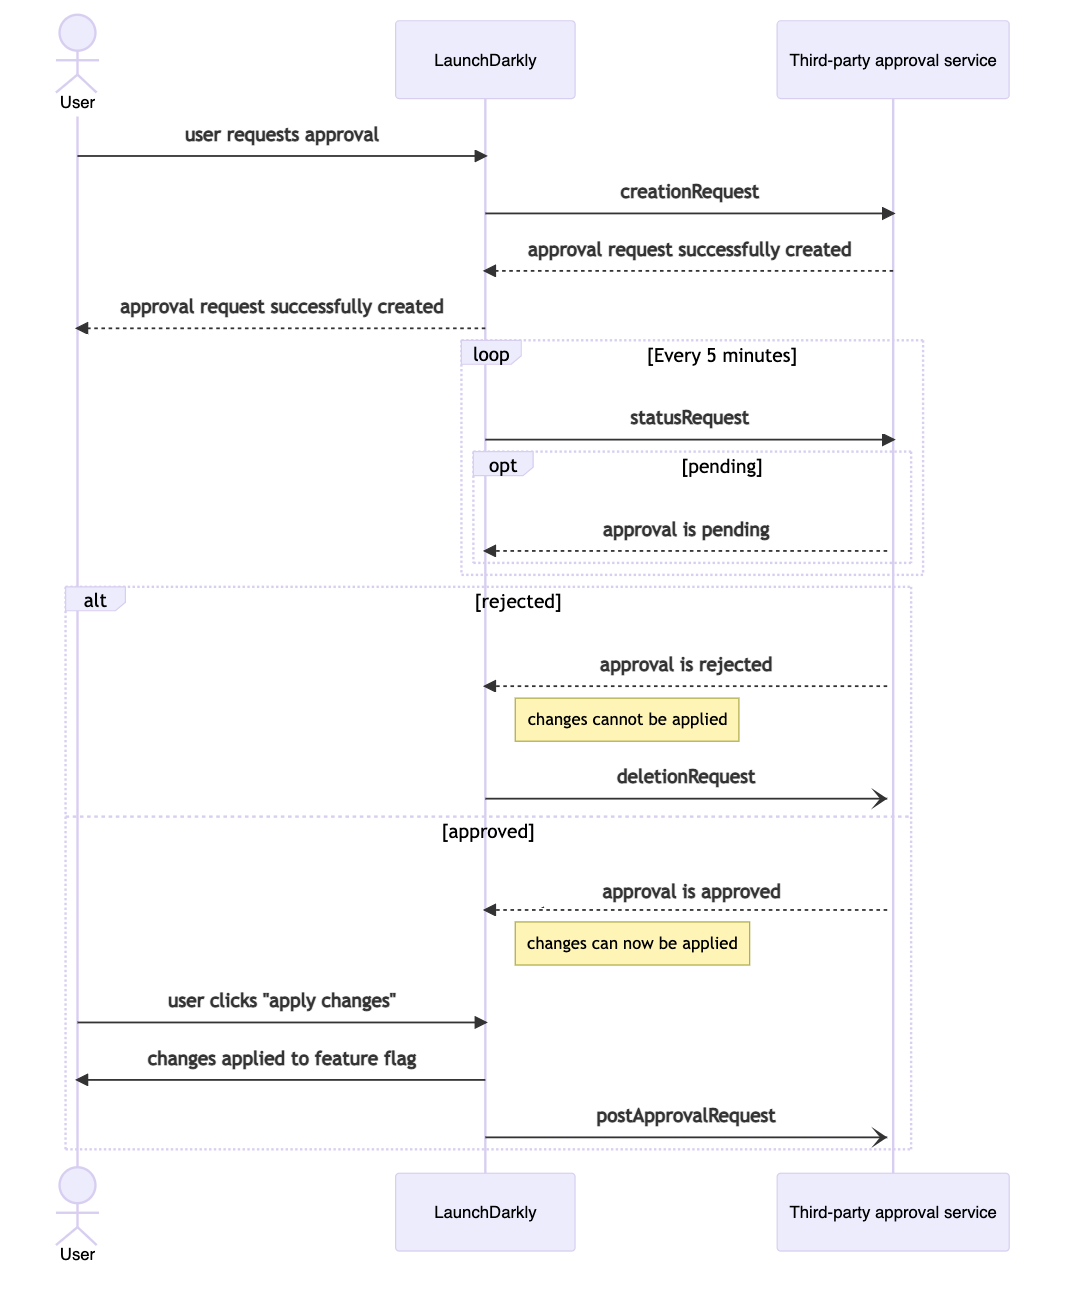 User
LaunchDarkly
Third-party approval service
user requests approval
creationRequest
approval request successfully created
approval request successfully created
loop
[Every 5 minutes]
statusRequest
opt
[pending]
approval is pending
alt
[rejected]
approval is rejected
changes cannot be applied
deletionRequest
[approved]
approval is approved
changes can now be applied
user clicks "apply changes"
changes applied to feature flag
postApprovalRequest
User
LaunchDarkly
Third-party approval service